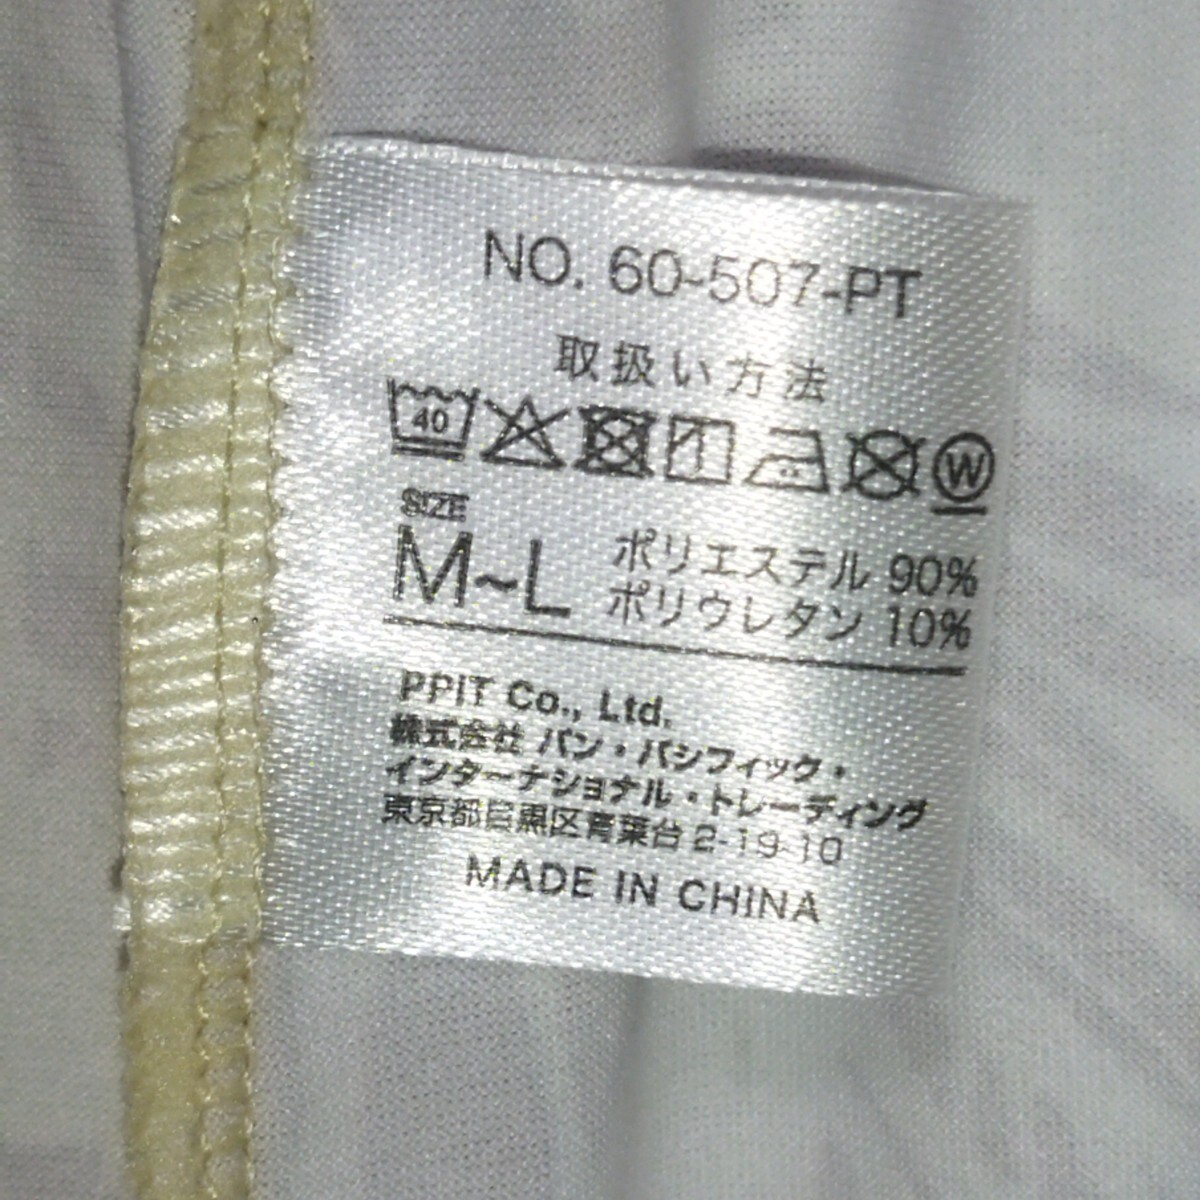 NO. 60-507-PT
取扱い方法
40
W
SIZE
M~L
ポリエステル 90%
ポリウレタン 10%
PPIT Co., Ltd.
株式会社 パン・パシフィック・
インターナショナル・トレーディング
東京都目黒区青葉台2-19-10
MADE IN CHINA